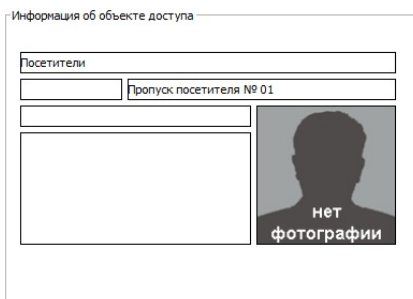 Информация об объекте доступа
Посетители
Пропуск посетителя № 01
нет
фотографии